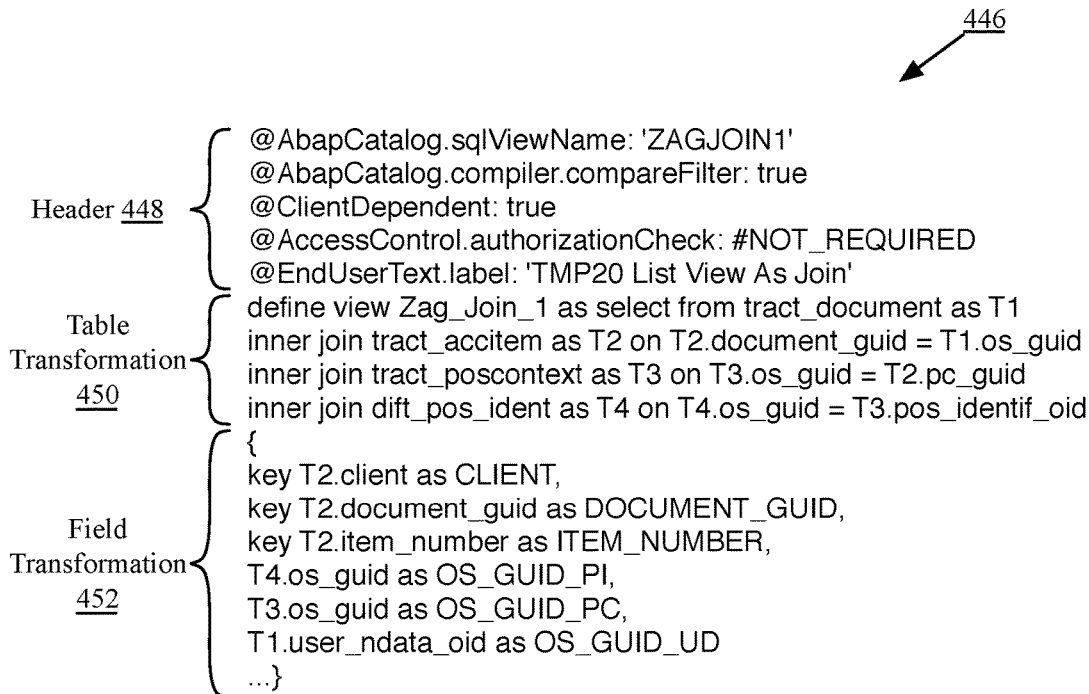 446
Header 448
@AbapCatalog.sqlViewName: 'ZAGJOIN1'
@AbapCatalog.compiler.compareFilter: true
@ClientDependent: true
@AccessControl.authorizationCheck: #NOT_REQUIRED
@EndUserText.label: 'TMP20 List View As Join'
Table
Transformation
450
define view Zag_Join_1 as select from tract_document as T1
inner join tract_accitem as T2 on T2.document_guid = T1.os_guid
inner join tract_poscontext as T3 on T3.os_guid = T2.pc_guid
inner join dift_pos_ident as T4 on T4.os_guid = T3.pos_identif_oid
Field
Transformation
452
{
key T2.client as CLIENT,
key T2.document_guid as DOCUMENT_GUID,
key T2.item_number as ITEM_NUMBER,
T4.os_guid as OS_GUID_PI,
T3.os_guid as OS_GUID_PC,
T1.user_ndata_oid as OS_GUID_UD
...}